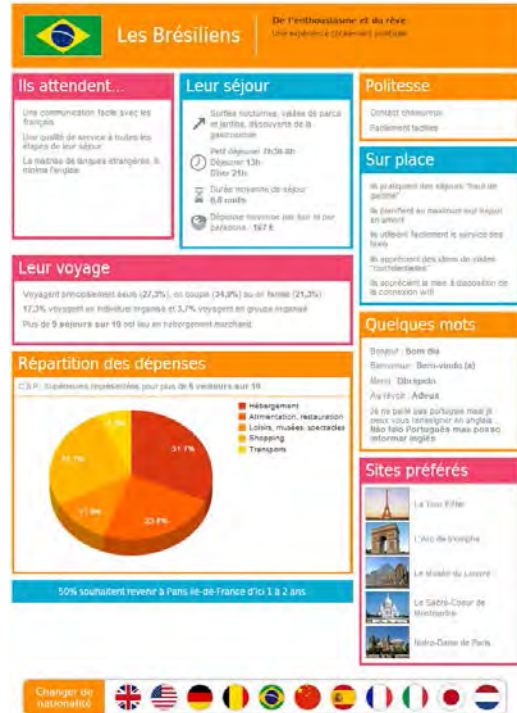 Les Brésiliens
De l'enthousiasme et du rêve
Une expérience totalement positive
Ils attendent...
Une communication facile avec les
français
Une qualité de service à toutes les
étapes de leur séjour
La maîtrise de langues étrangères, à
minima l'anglais
Leur séjour
Sorties nocturnes, visites de parcs
et jardins, découverte de la
gastronomie
Petit déjeuner 7h30-8h
Déjeuner 13h
Dîner 21h
Durée moyenne de séjour
nuits
Dépense moyenne par jour et par
personne : 167 €
Politesse
Contact chaleureux
Facilement tactiles
Sur place
Ils pratiquent des séjours "haut de
gamme"
Ils planifient au maximum leur séjour
en amont
Ils utilisent facilement le service des
taxis
Ils apprécient des idées de visites
"confidentielles"
Ils apprécient la mise à disposition de
la connexion wifi
Leur voyage
Voyagent principalement seuls (27,3%), en couple (34,8%) ou en famille (21,3%)
17,3% voyagent en individuel organisé et 3,7% voyagent en groupe organisé
Plus de 9 séjours sur 10 ont lieu en hébergement marchand
Quelques mots
Bonjour : Bom dia
Bienvenue : Bem-vindo (a)
Merci : Obrigado
Au revoir : Adeus
Je ne parle pas portugais mais je
peux vous renseigner en anglais :
Não falo Português mas posso
informar inglês
Répartition des dépenses
C.S.P. : Supérieures représentées pour plus de visiteurs sur 10
Hébergement
Alimentation, restauration
Loisirs, musées, spectacles
Shopping
Transports
31.7%
Sites préférés
La Tour Eiffel
L'Arc de triomphe
Le Musée du Louvre
Le Sacré-Coeur de
Montmartre
Notre-Dame de Paris
50% souhaitent revenir à Paris Ile-de-France d'ici 1 à 2 ans
Changer de
nationalité